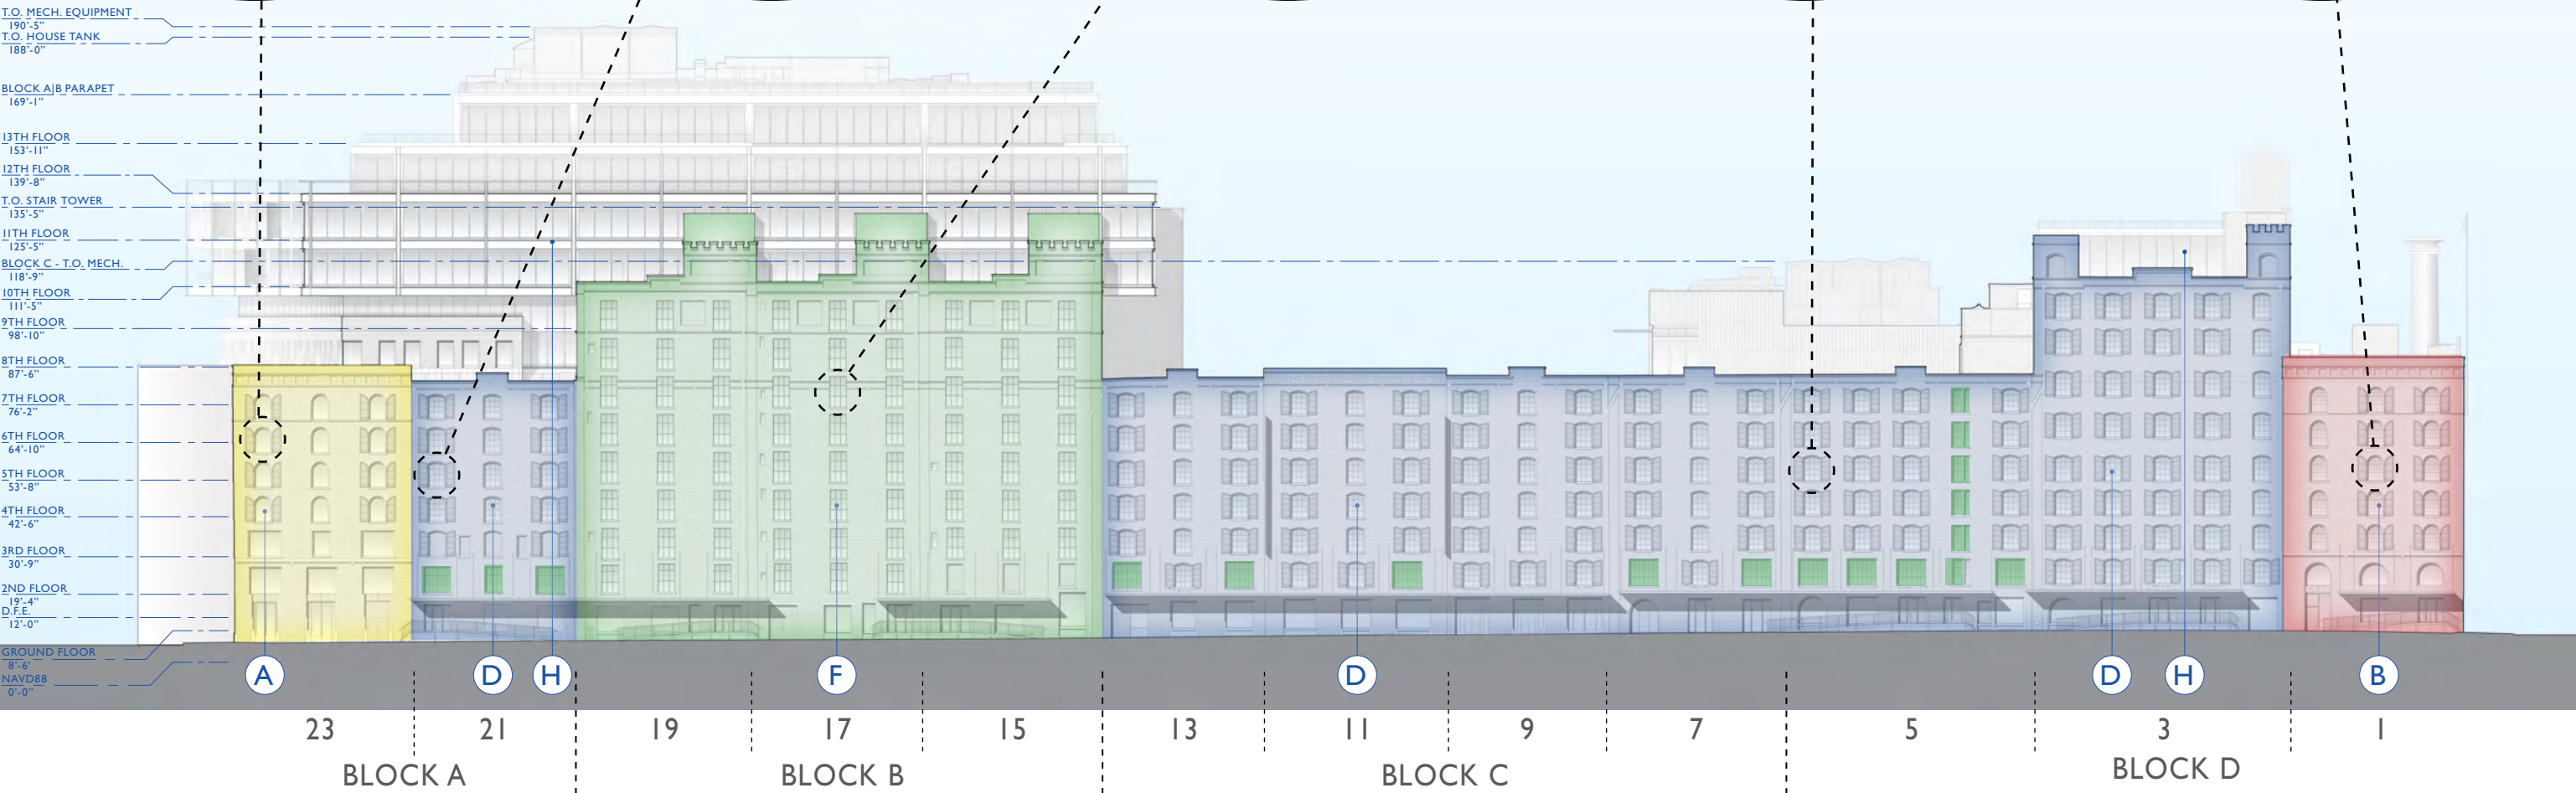 T.O. MECH. EQUIPMENT
190'-5"
T.O. HOUSE TANK
188'-0"
BLOCK A|B PARAPET
169'-1"
13TH FLOOR
153'-11"
12TH FLOOR
139'-8"
T.O. STAIR TOWER
135'-5"
11TH FLOOR
125'-5"
BLOCK C - T.O. MECH.
118'-9"
10TH FLOOR
111'-5"
9TH FLOOR
98'-10"
8TH FLOOR
87'-6"
7TH FLOOR
76'-2"
6TH FLOOR
64'-10"
5TH FLOOR
53'-8"
4TH FLOOR
42'-6"
3RD FLOOR
30'-9"
2ND FLOOR
19'-4"
D.F.E.
12'-0"
GROUND FLOOR
8'-6'
NAVD88
0'-0"
A D H F D D H B
23 21 19 17 15 13 11 9 7 5 3 1
BLOCK A BLOCK B BLOCK C BLOCK D